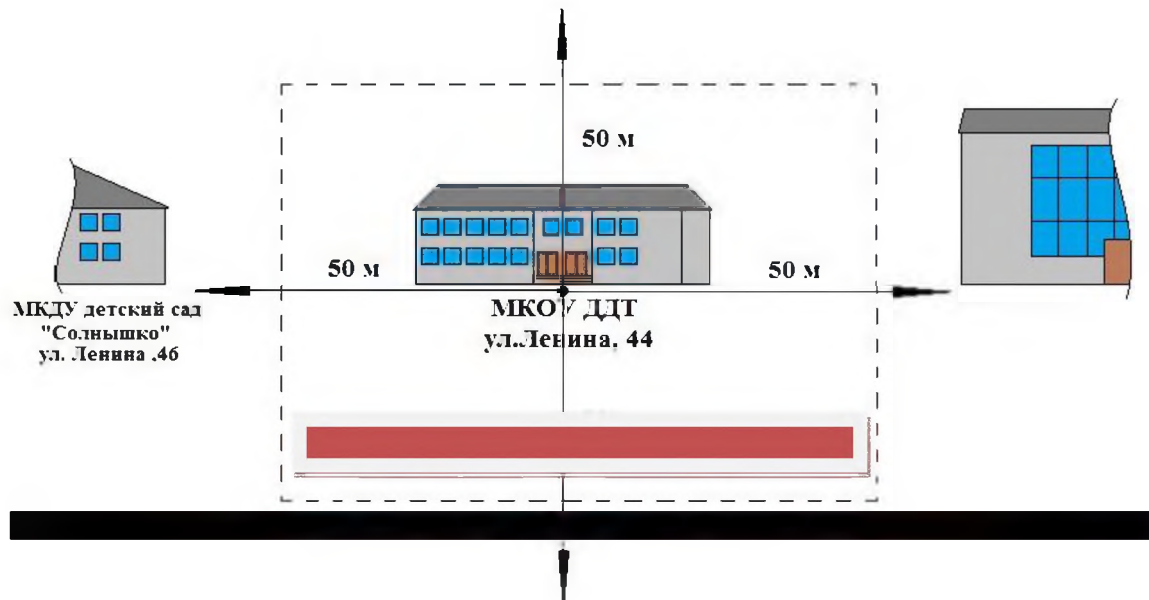 50 м
50 м
50 м
МКДУ детский сад
"Солнышко"
ул. Ленина ,46
МКОУ ДДТ
ул.Ленина, 44